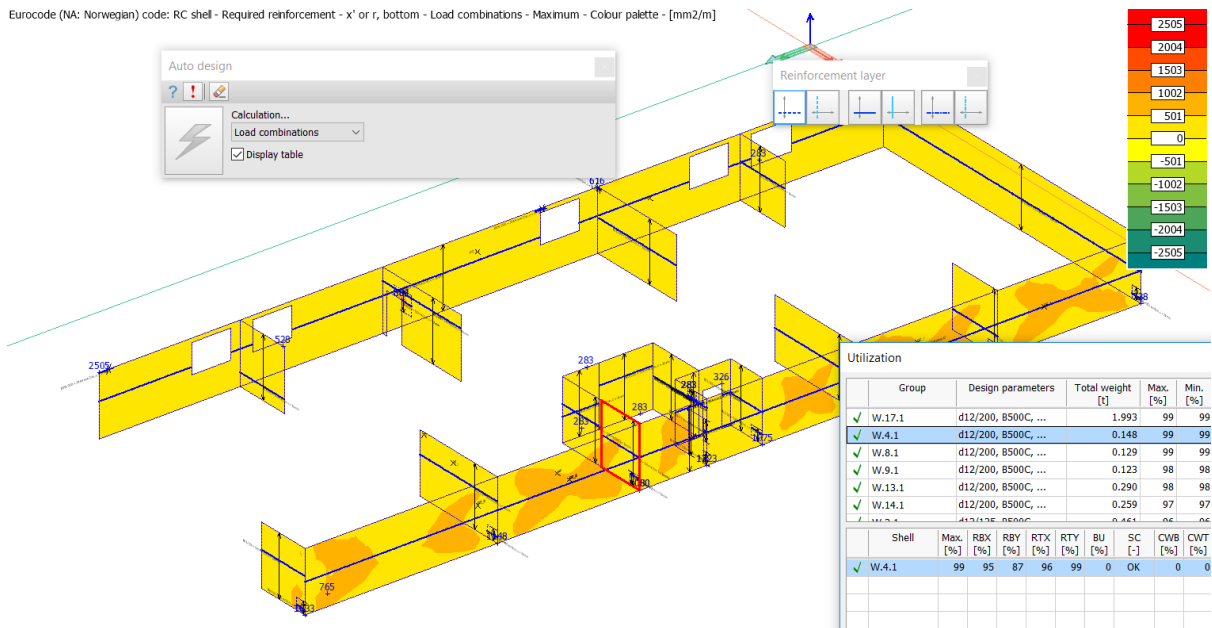 Eurocode (NA: Norwegian) code: RC shell - Required reinforcement - x' or r, bottom - Load combinations - Maximum - Colour palette - [mm2/m]
Auto design
Calculation...
Load combinations
Display table
Reinforcement layer
2505
2004
1503
1002
501
0
-501
-1002
-1503
-2004
-2505
283
616
528
2505
283
326
283
283
283
765
Utilization
Group Design parameters Total weight [t] Max. [%] Min. [%]
W.17.1 d12/200, B500C, ... 1.993 99 99
W.4.1 d12/200, B500C, ... 0.148 99 99
W.8.1 d12/200, B500C, ... 0.129 99 99
W.9.1 d12/200, B500C, ... 0.123 98 98
W.13.1 d12/200, B500C, ... 0.290 98 98
W.14.1 d12/200, B500C, ... 0.259 97 97
Shell Max. [%] RBX [%] RBY [%] RTX [%] RTY [%] BU [%] SC [-] CWB [%] CWT [%]
W.4.1 99 95 87 96 99 0 OK 0 0